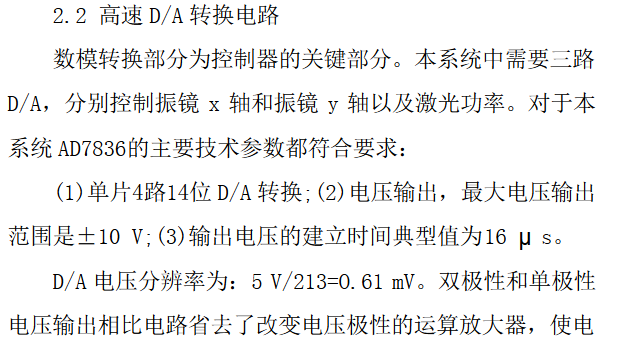 2.2 高速 D/A 转换电路
数模转换部分为控制器的关键部分。本系统中需要三路
D/A，分别控制振镜 x 轴和振镜 y 轴以及激光功率。对于本
系统 AD7836的主要技术参数都符合要求：
(1)单片4路14位 D/A 转换;(2)电压输出，最大电压输出
范围是±10 V;(3)输出电压的建立时间典型值为16 μ s。
D/A 电压分辨率为：5 V/213=0.61 mV。双极性和单极性
电压输出相比电路省去了改变电压极性的运算放大器，使电